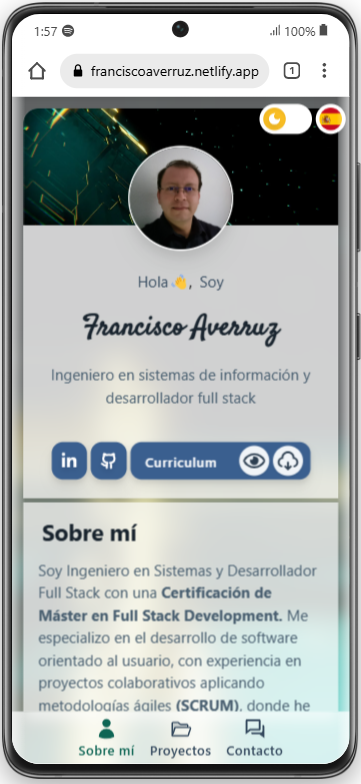 1:57
100%
franciscoaverruz.netlify.app
1
Hola 👋, Soy
Francisco Averruz
Ingeniero en sistemas de información y
desarrollador full stack
in
Curriculum
Sobre mí
Soy Ingeniero en Sistemas y Desarrollador
Full Stack con una Certificación de
Máster en Full Stack Development. Me
especializo en el desarrollo de software
orientado al usuario, con experiencia en
proyectos colaborativos aplicando
metodologías ágiles (SCRUM), donde he
Sobre mí
Proyectos
Contacto